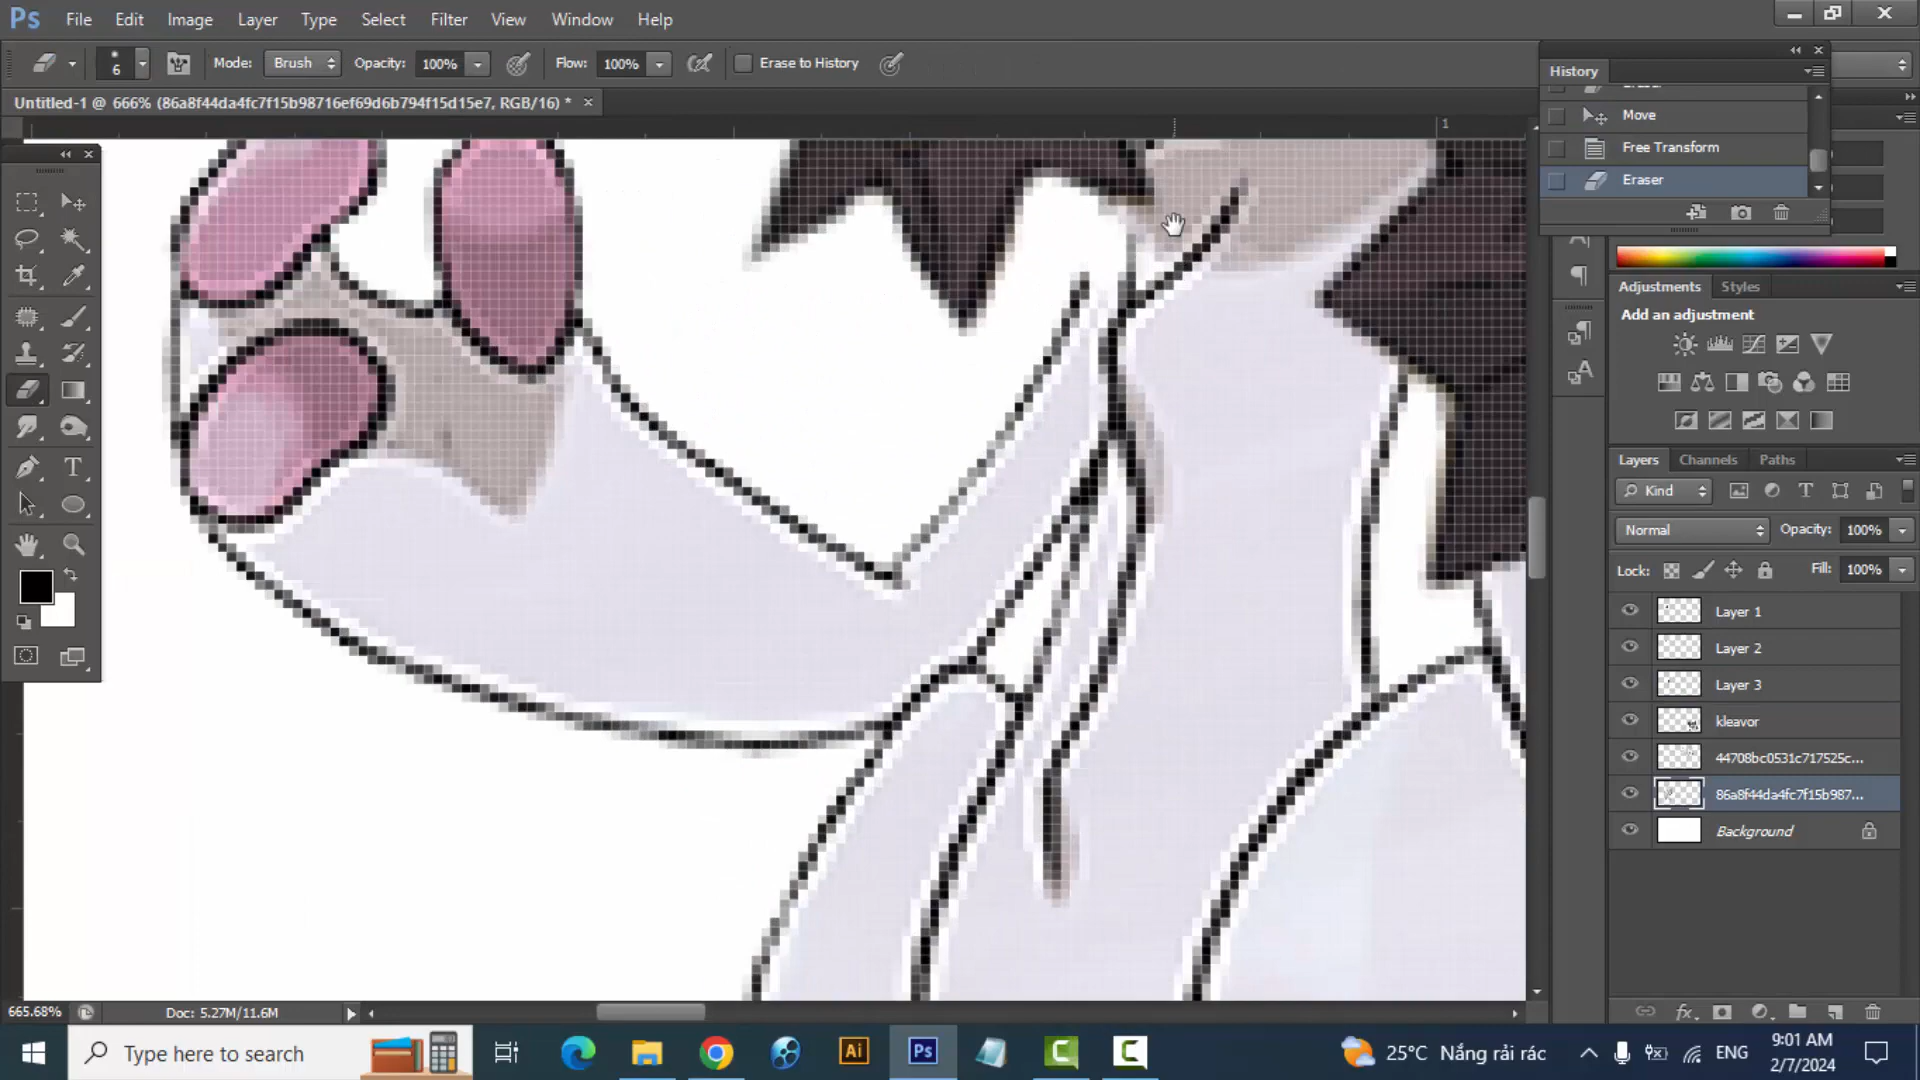 Ps File Edit Image Layer Type Select Filter View Window Help
6 Mode: Brush Opacity: 100% Flow: 100% Erase to History
History
Untitled-1 @ 666% (86a8f44da4fc7f15b98716ef69d6b794f15d15e7, RGB/16) *
Move
Free Transform
Eraser
1
Adjustments Styles
Add an adjustment
Layers Channels Paths
Kind
Normal Opacity: 100%
Lock: Fill: 100%
Layer 1
Layer 2
Layer 3
kleavor
44708bc0531c717525c...
86a8f44da4fc7f15b987...
Background
665.68% Doc: 5.27M/11.6M
Type here to search
Ai Ps
25°C Nắng rải rác
ENG
9:01 AM
2/7/2024